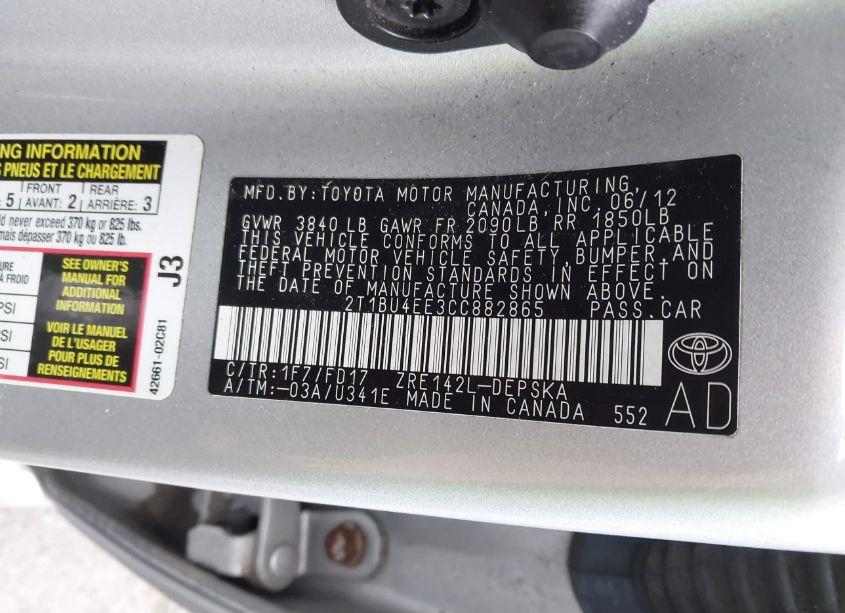 NG INFORMATION
PNEUS ET LE CHARGEMENT
5 FRONT AVANT: 2 REAR ARRIÈRE: 3
d never exceed 370 kg or 825 lbs.
mais dépasser 370 kg ou 825 lb.
SEE OWNER'S
MANUAL FOR
ADDITIONAL
INFORMATION
VOIR LE MANUEL
DE L'USAGER
POUR PLUS DE
RENSEIGNEMENTS
À FROID
PSI
SI
SI
J3
42661-02C81
MFD.BY:TOYOTA MOTOR MANUFACTURING,
CANADA, INC. 06/12
GVWR 3840 LB GAWR FR 2090LB, RR 1850LB
THIS VEHICLE CONFORMS TO ALL APPLICABLE
FEDERAL MOTOR VEHICLE SAFETY, BUMPER, AND
THEFT PREVENTION STANDARDS IN EFFECT ON
THE DATE OF MANUFACTURE SHOWN ABOVE.
2T1BU4EE3CC882865 PASS.CAR
C/TR:1F7/FD17 ZRE142L-DEPSKA
A/TM:-03A/U341E MADE IN CANADA 552
AD